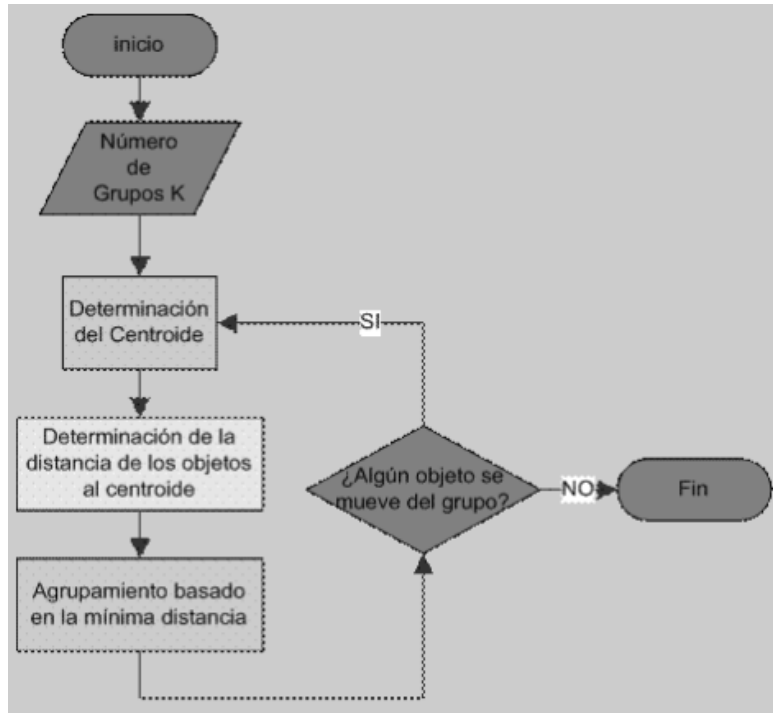 inicio
Número
de
Grupos K
Determinación
del Centroide
SI
Determinación de la
distancia de los objetos
al centroide
¿Algún objeto se
mueve del grupo?
NO
Fin
Agrupamiento basado
en la mínima distancia